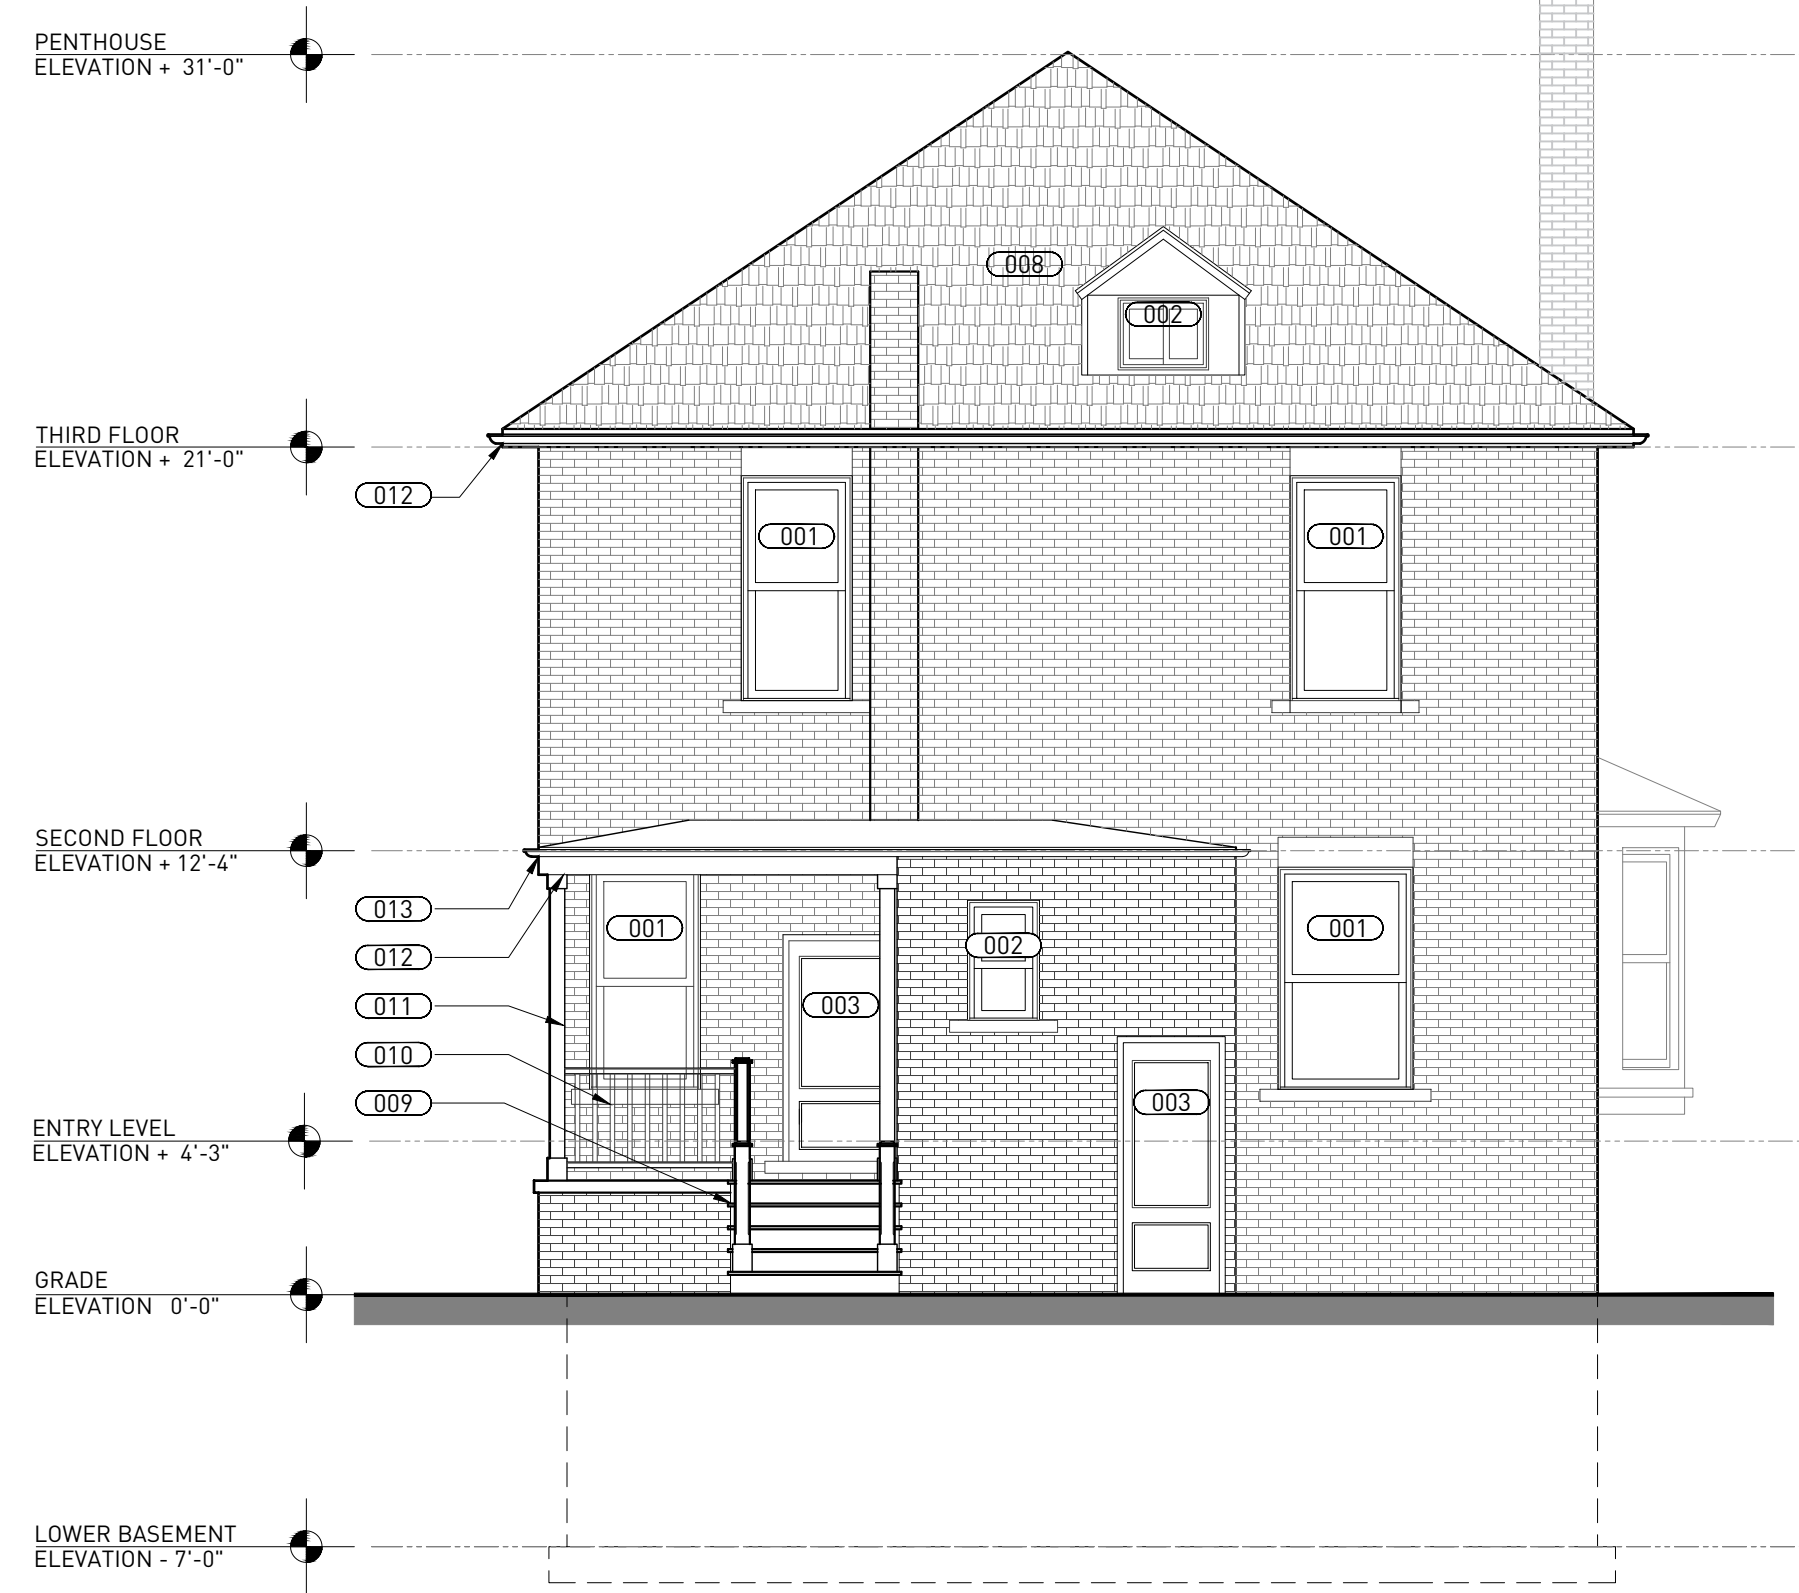 PENTHOUSE
ELEVATION + 31'-0"
008
002
THIRD FLOOR
ELEVATION + 21'-0"
012
001
001
SECOND FLOOR
ELEVATION + 12'-4"
013
001
001
002
012
003
011
010
009
003
ENTRY LEVEL
ELEVATION + 4'-3"
GRADE
ELEVATION 0'-0"
LOWER BASEMENT
ELEVATION - 7'-0"